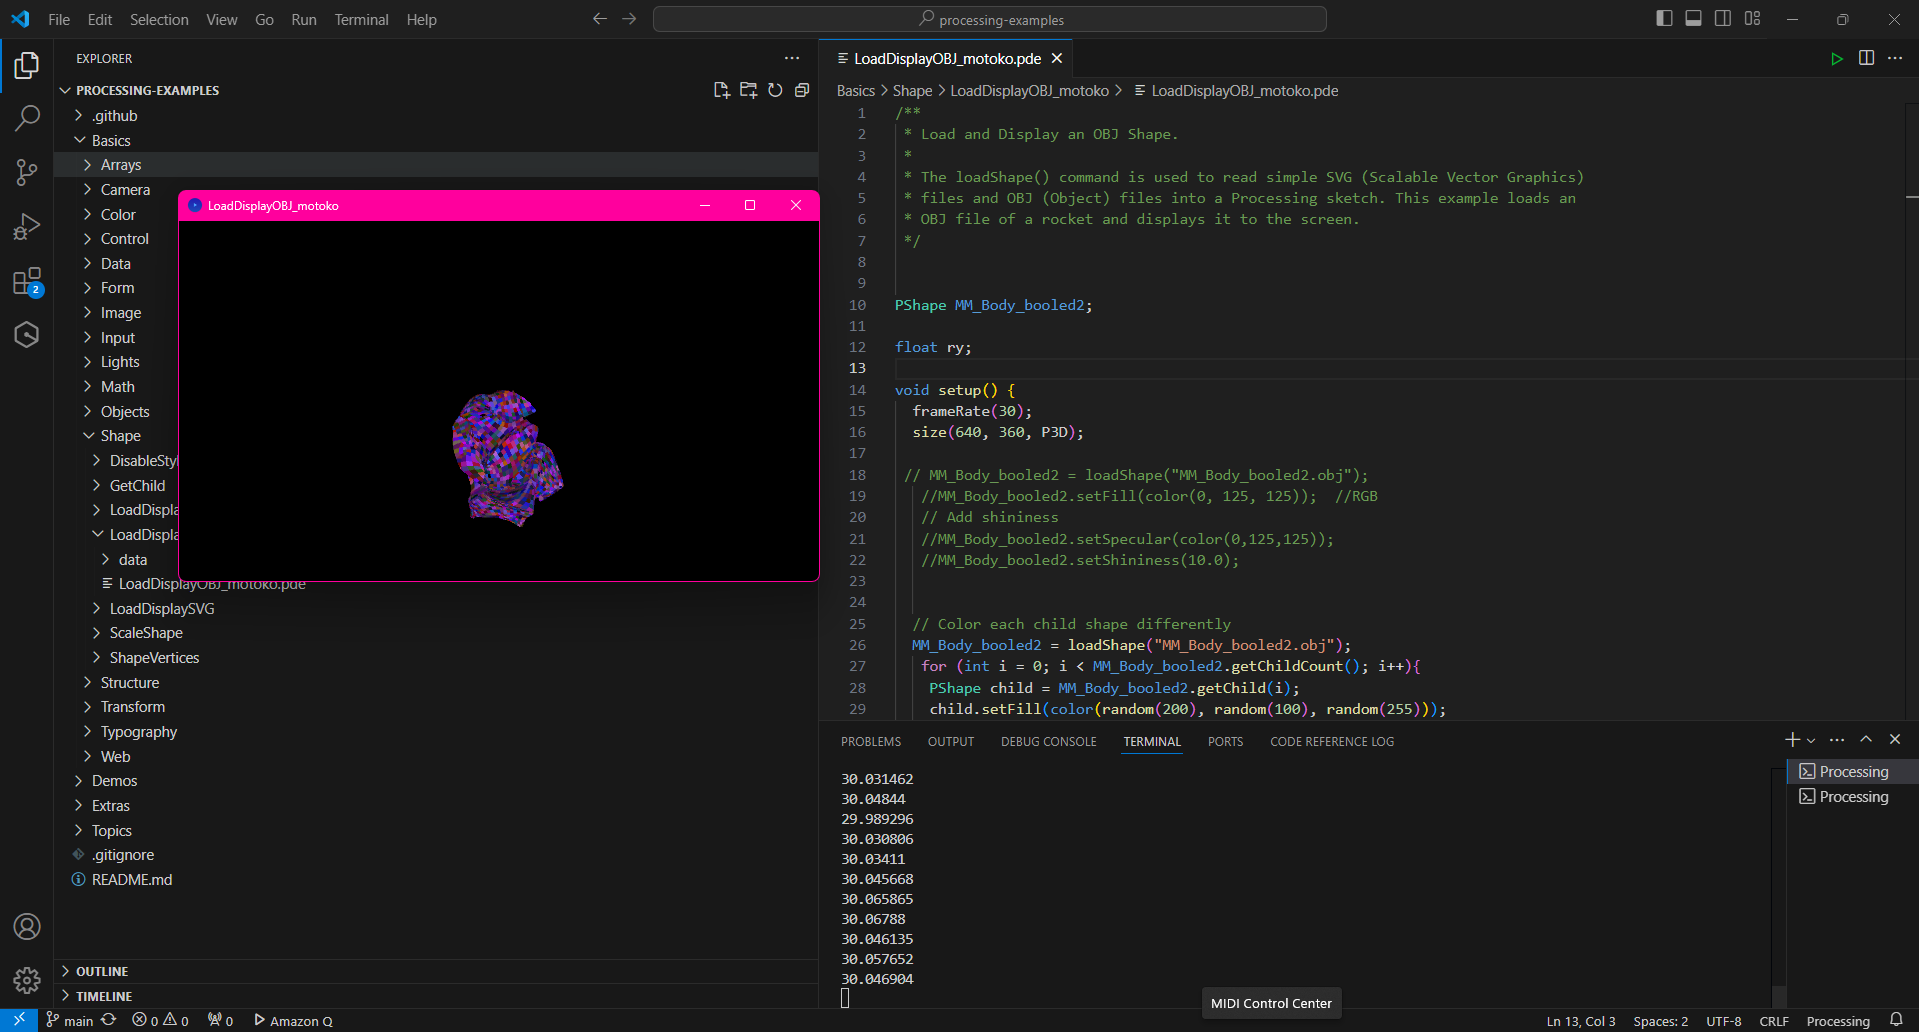 File Edit Selection View Go Run Terminal Help
processing-examples
EXPLORER
PROCESSING-EXAMPLES
.github
Basics
Arrays
Camera
Color
Control
Data
Form
Image
Input
Lights
Math
Objects
Shape
DisableSty
GetChild
LoadDispla
LoadDispla
data
LoadDisplayOBJ_motoko.pde
LoadDisplaySVG
ScaleShape
ShapeVertices
Structure
Transform
Typography
Web
Demos
Extras
Topics
.gitignore
README.md
OUTLINE
TIMELINE
2
LoadDisplayOBJ_motoko
LoadDisplayOBJ_motoko.pde
Basics > Shape > LoadDisplayOBJ_motoko > LoadDisplayOBJ_motoko.pde
1 /**
2 * Load and Display an OBJ Shape.
3 *
4 * The loadShape() command is used to read simple SVG (Scalable Vector Graphics)
5 * files and OBJ (Object) files into a Processing sketch. This example loads an
6 * OBJ file of a rocket and displays it to the screen.
7 */
8
9
10 PShape MM_Body_booled2;
11
12 float ry;
13
14 void setup() {
15 frameRate(30);
16 size(640, 360, P3D);
17
18 // MM_Body_booled2 = loadShape("MM_Body_booled2.obj");
19 //MM_Body_booled2.setFill(color(0, 125, 125)); //RGB
20 // Add shininess
21 //MM_Body_booled2.setSpecular(color(0,125,125));
22 //MM_Body_booled2.setShininess(10.0);
23
24
25 // Color each child shape differently
26 MM_Body_booled2 = loadShape("MM_Body_booled2.obj");
27 for (int i = 0; i < MM_Body_booled2.getChildCount(); i++){
28 PShape child = MM_Body_booled2.getChild(i);
29 child.setFill(color(random(200), random(100), random(255)));
PROBLEMS OUTPUT DEBUG CONSOLE TERMINAL PORTS CODE REFERENCE LOG
30.031462
30.04844
29.989296
30.030806
30.03411
30.045668
30.065865
30.06788
30.046135
30.057652
30.046904
Processing
Processing
MIDI Control Center
main 0 0 0 Amazon Q
Ln 13, Col 3 Spaces: 2 UTF-8 CRLF Processing